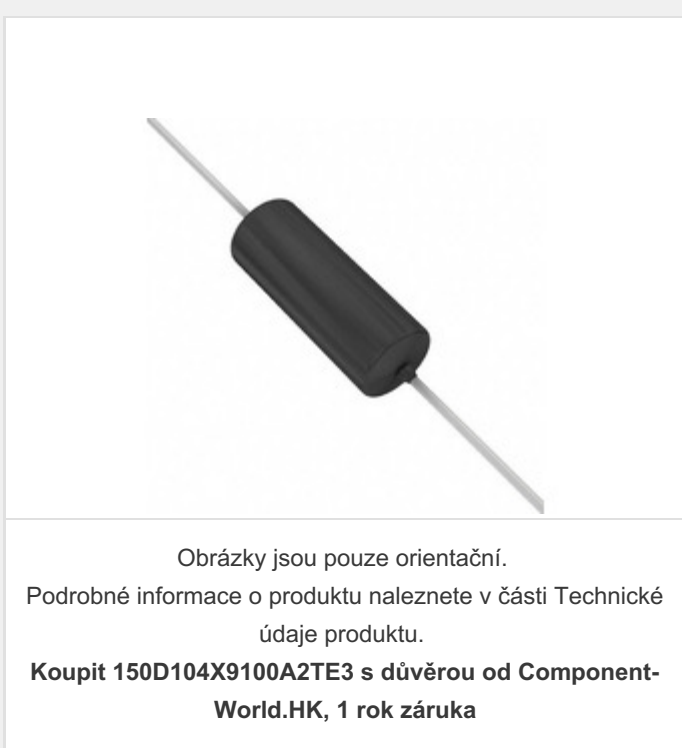 Obrázky jsou pouze orientační.
Podrobné informace o produktu naleznete v části Technické
údaje produktu.
Koupit 150D104X9100A2TE3 s důvěrou od Component-
World.HK, 1 rok záruka